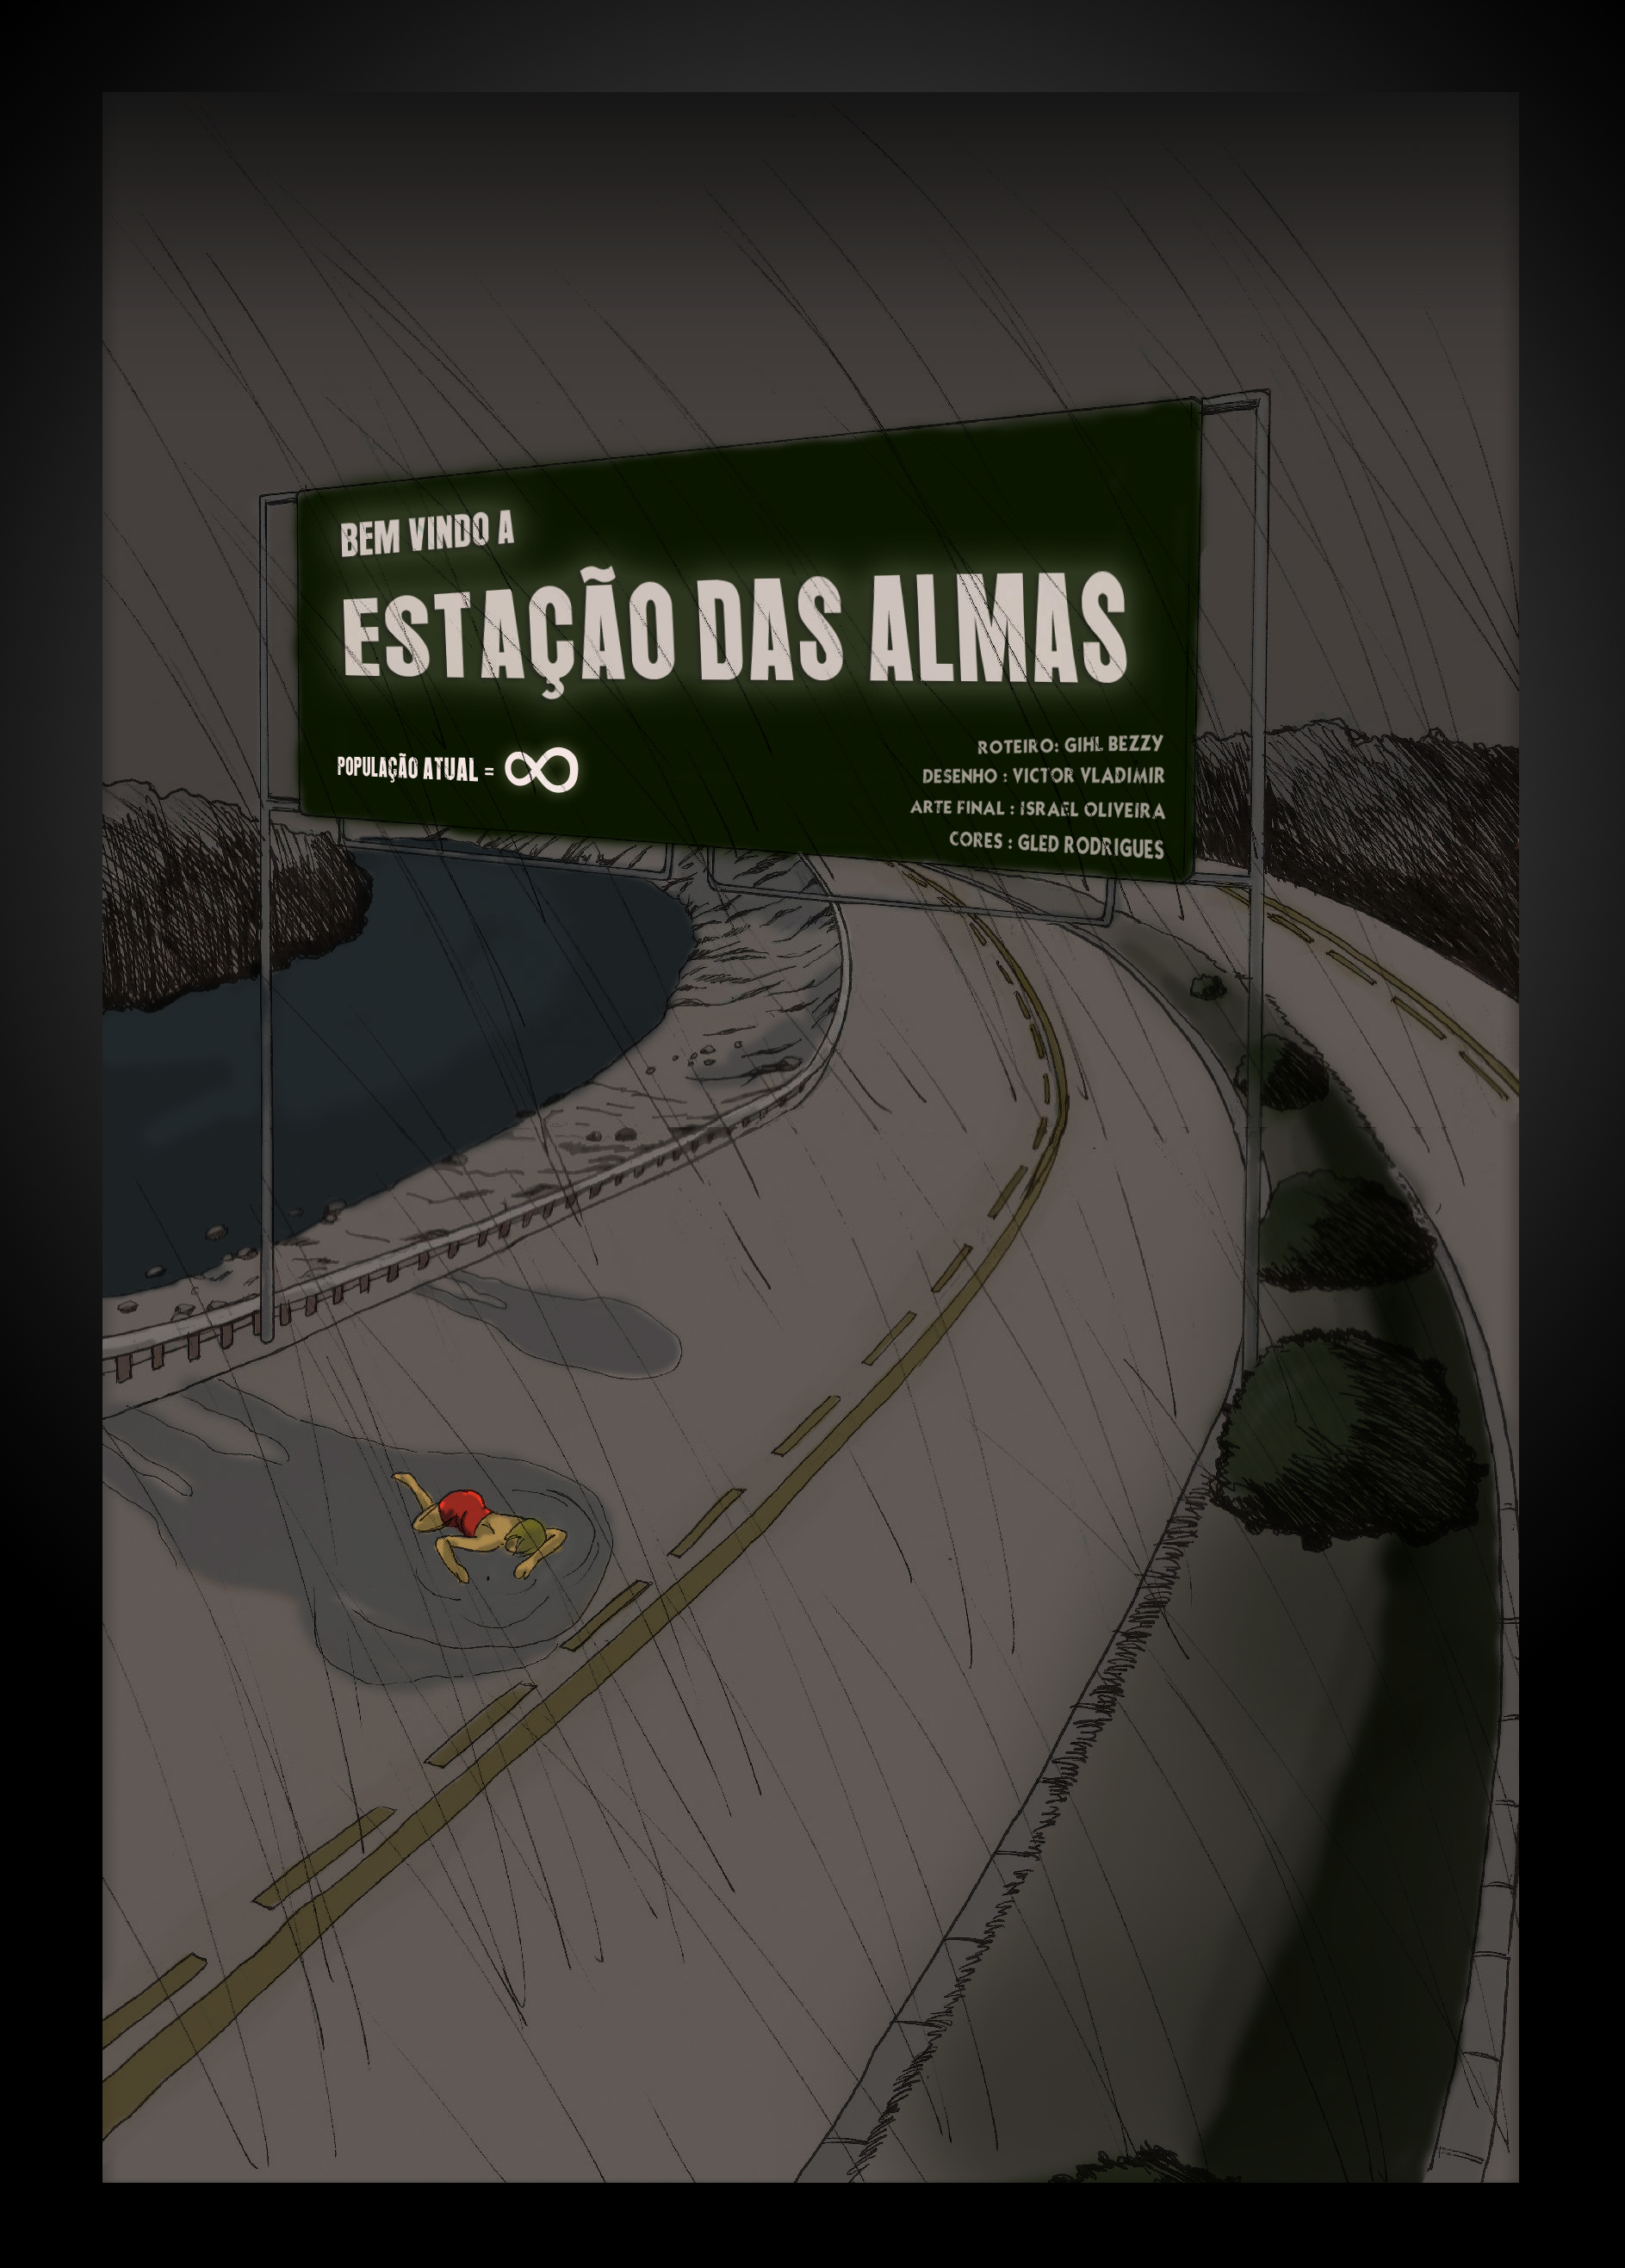 BEM VINDO A
ESTAÇÃO DAS ALMAS
POPULAÇÃO ATUAL = ∞
ROTEIRO: GIHL BEZZY
DESENHO : VICTOR VLADIMIR
ARTE FINAL : ISRAEL OLIVEIRA
CORES : GLED RODRIGUES